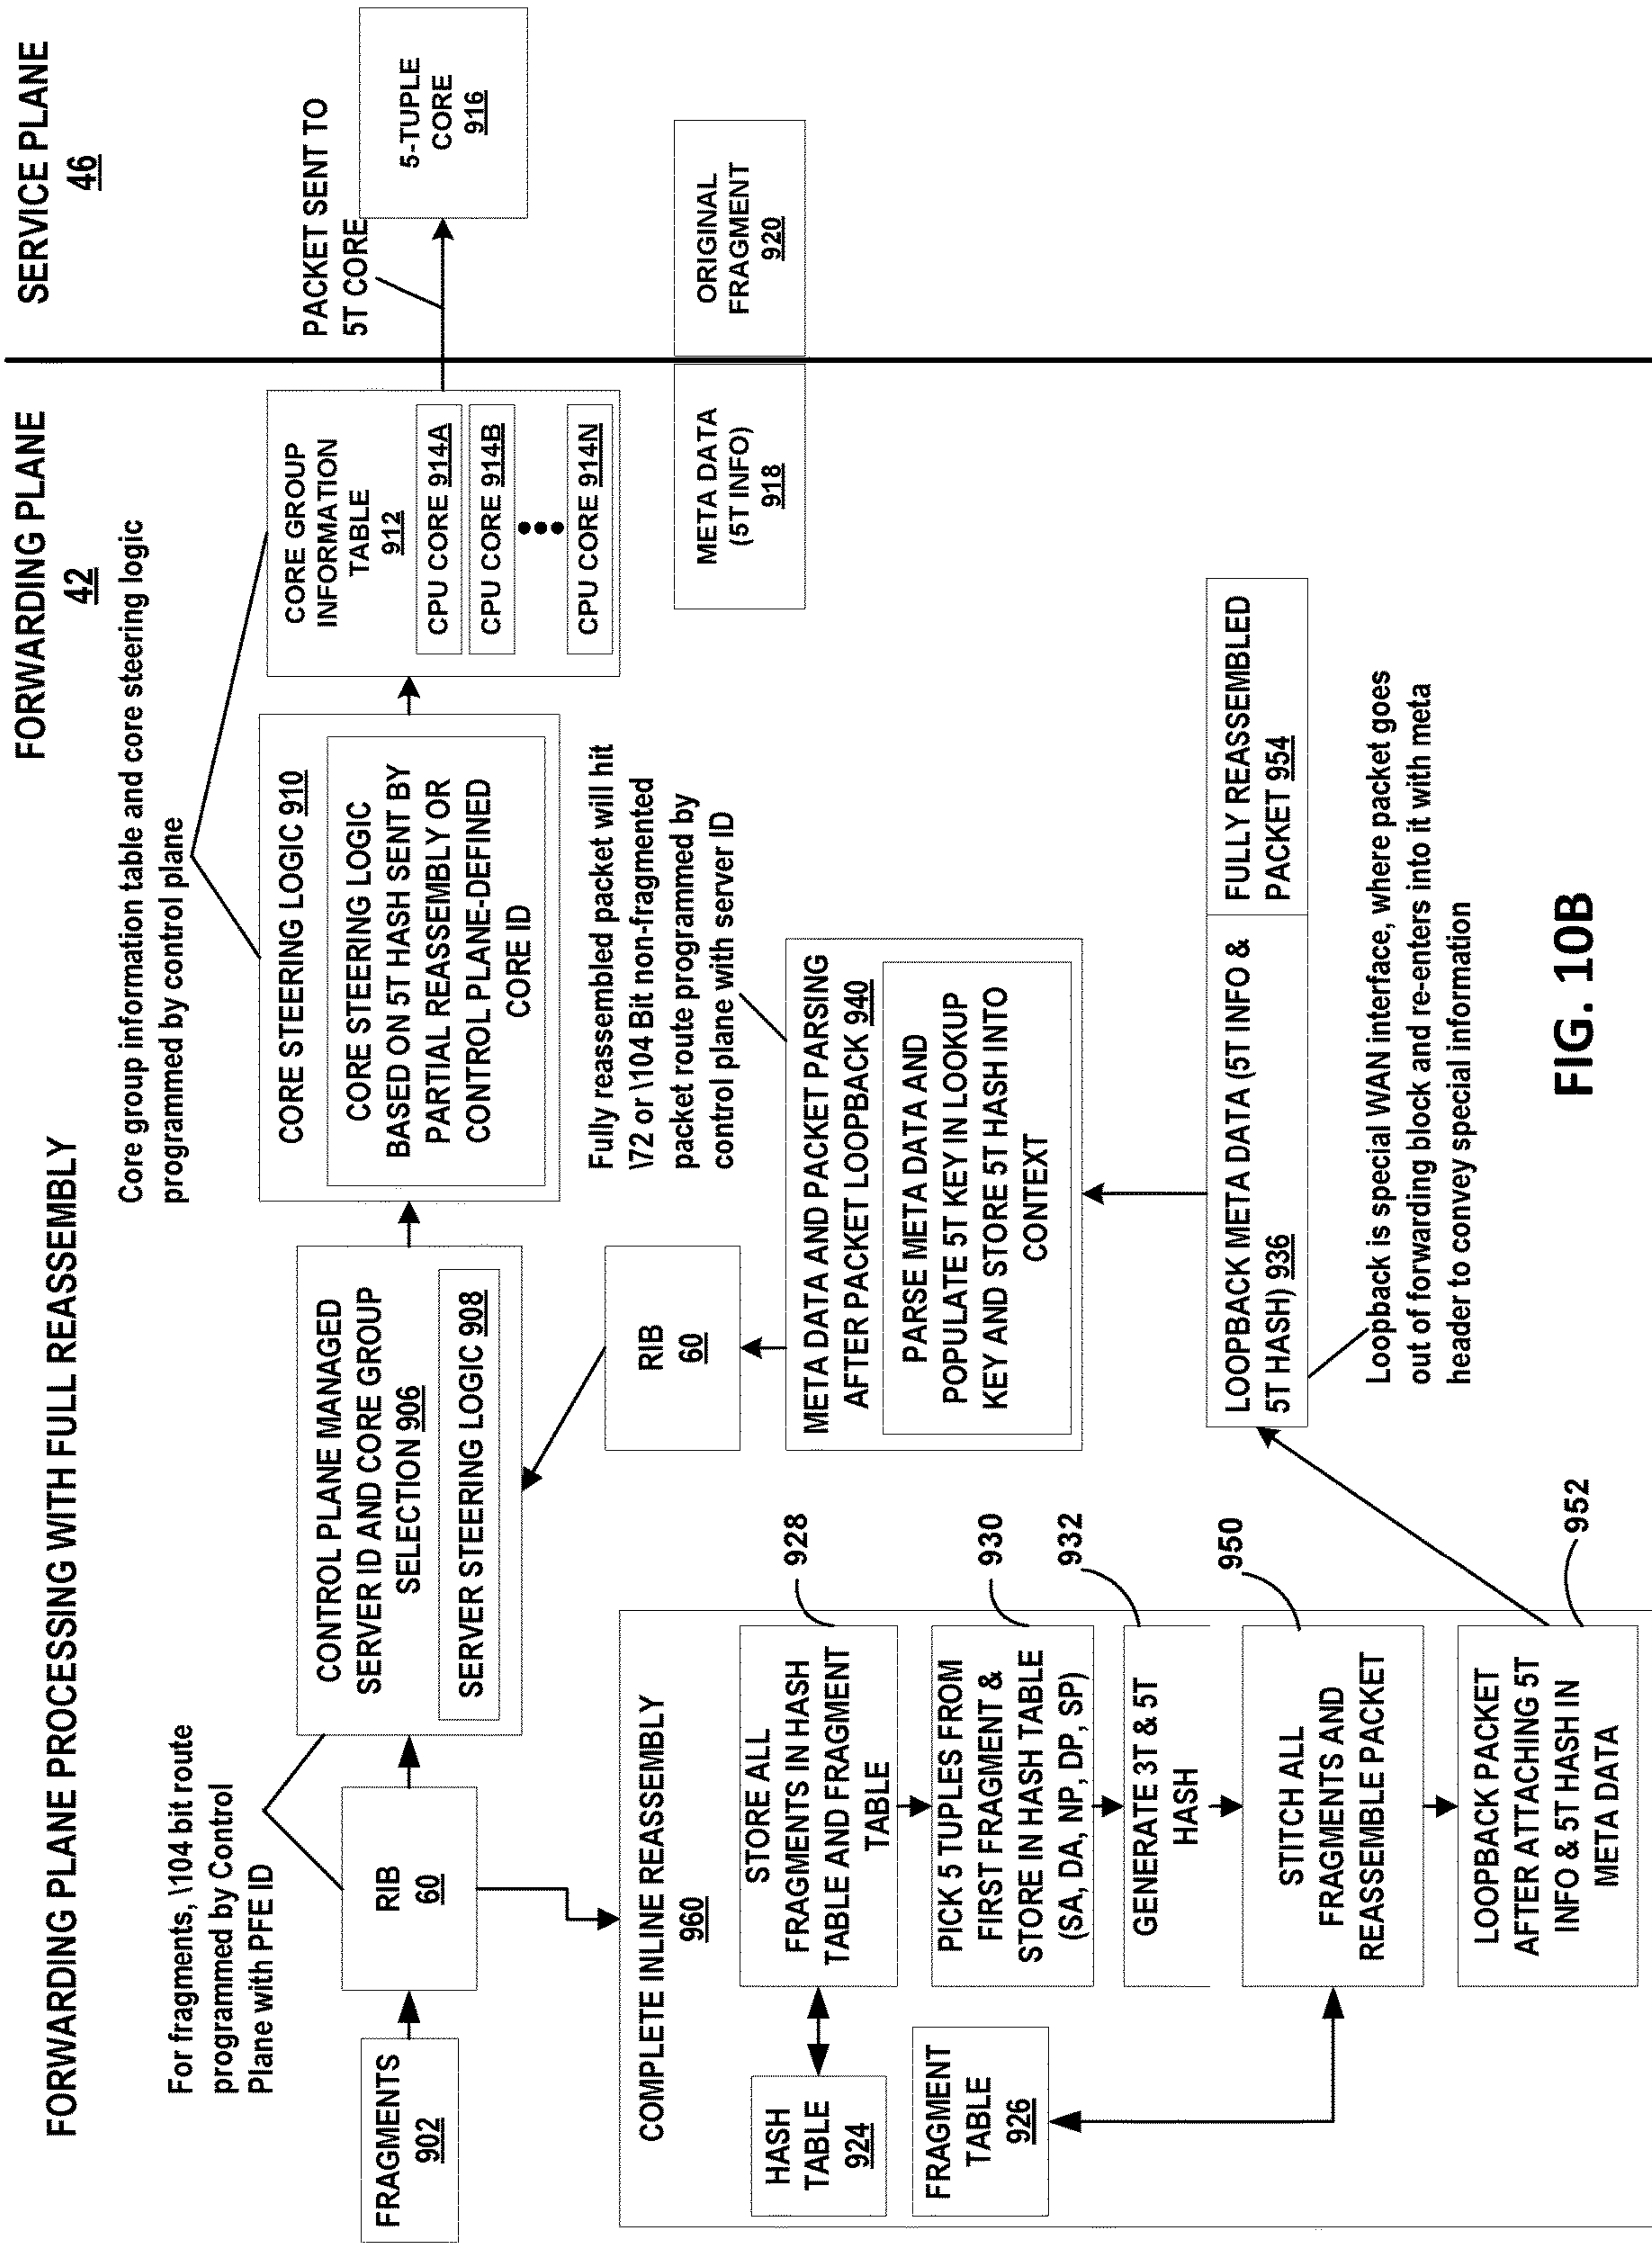 FORWARDING PLANE PROCESSING WITH FULL REASSEMBLY
FORWARDING PLANE
42
SERVICE PLANE
46
For fragments, \104 bit route
programmed by Control
Plane with PFE ID
Core group information table and core steering logic
programmed by control plane
FRAGMENTS
902
RIB
60
CONTROL PLANE MANAGED
SERVER ID AND CORE GROUP
SELECTION 906
SERVER STEERING LOGIC 908
CORE STEERING LOGIC 910
CORE STEERING LOGIC
BASED ON 5T HASH SENT BY
PARTIAL REASSEMBLY OR
CONTROL PLANE-DEFINED
CORE ID
CORE GROUP
INFORMATION
TABLE
912
CPU CORE 914A
CPU CORE 914B
CPU CORE 914N
PACKET SENT TO
5T CORE
5-TUPLE
CORE
916
META DATA
(5T INFO)
918
ORIGINAL
FRAGMENT
920
COMPLETE INLINE REASSEMBLY
960
HASH
TABLE
924
FRAGMENT
TABLE
926
STORE ALL
FRAGMENTS IN HASH
TABLE AND FRAGMENT
TABLE
928
PICK 5 TUPLES FROM
FIRST FRAGMENT &
STORE IN HASH TABLE
(SA, DA, NP, DP, SP)
930
GENERATE 3T & 5T
HASH
932
STITCH ALL
FRAGMENTS AND
REASSEMBLE PACKET
950
LOOPBACK PACKET
AFTER ATTACHING 5T
INFO & 5T HASH IN
META DATA
952
RIB
60
Fully reassembled packet will hit
\72 or \104 Bit non-fragmented
packet route programmed by
control plane with server ID
META DATA AND PACKET PARSING
AFTER PACKET LOOPBACK 940
PARSE META DATA AND
POPULATE 5T KEY IN LOOKUP
KEY AND STORE 5T HASH INTO
CONTEXT
LOOPBACK META DATA (5T INFO &
5T HASH) 936
FULLY REASSEMBLED
PACKET 954
Loopback is special WAN interface, where packet goes
out of forwarding block and re-enters into it with meta
header to convey special information
FIG. 10B